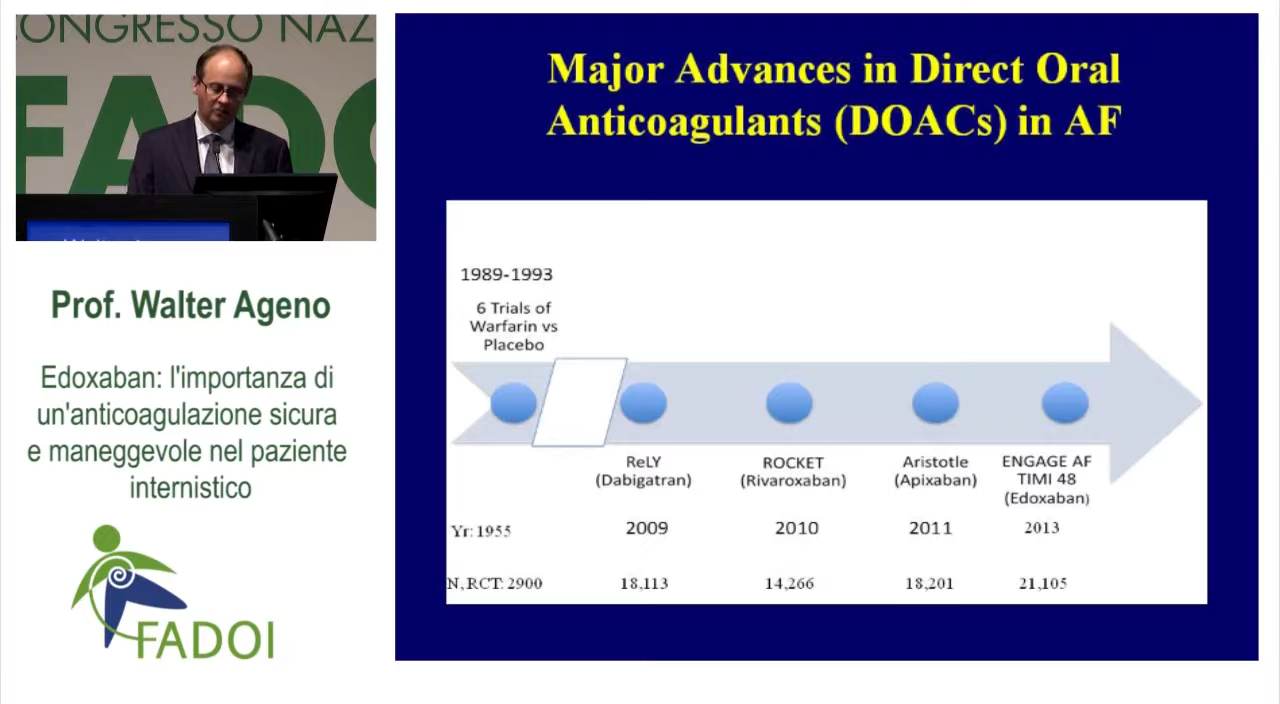 CONGRESSO NAZ
FADO
Prof. Walter Ageno
Edoxaban: l'importanza di
un'anticoagulazione sicura
e maneggevole nel paziente
internistico
FADOI
Major Advances in Direct Oral
Anticoagulants (DOACs) in AF
1989-1993
6 Trials of
Warfarin vs
Placebo
ReLY
(Dabigatran)
ROCKET
(Rivaroxaban)
Aristotle
(Apixaban)
ENGAGE AF
TIMI 48
(Edoxaban)
Yr: 1955 2009 2010 2011 2013
N, RCT: 2900 18,113 14,266 18,201 21,105